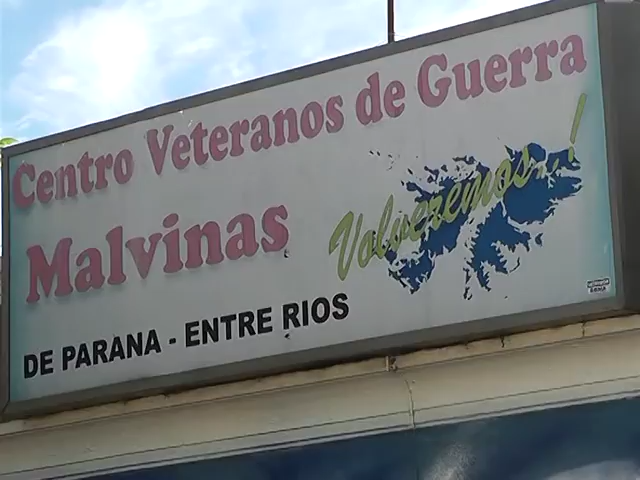 Centro Veteranos de Guerra
Malvinas
Volveremos...!
DE PARANA - ENTRE RIOS